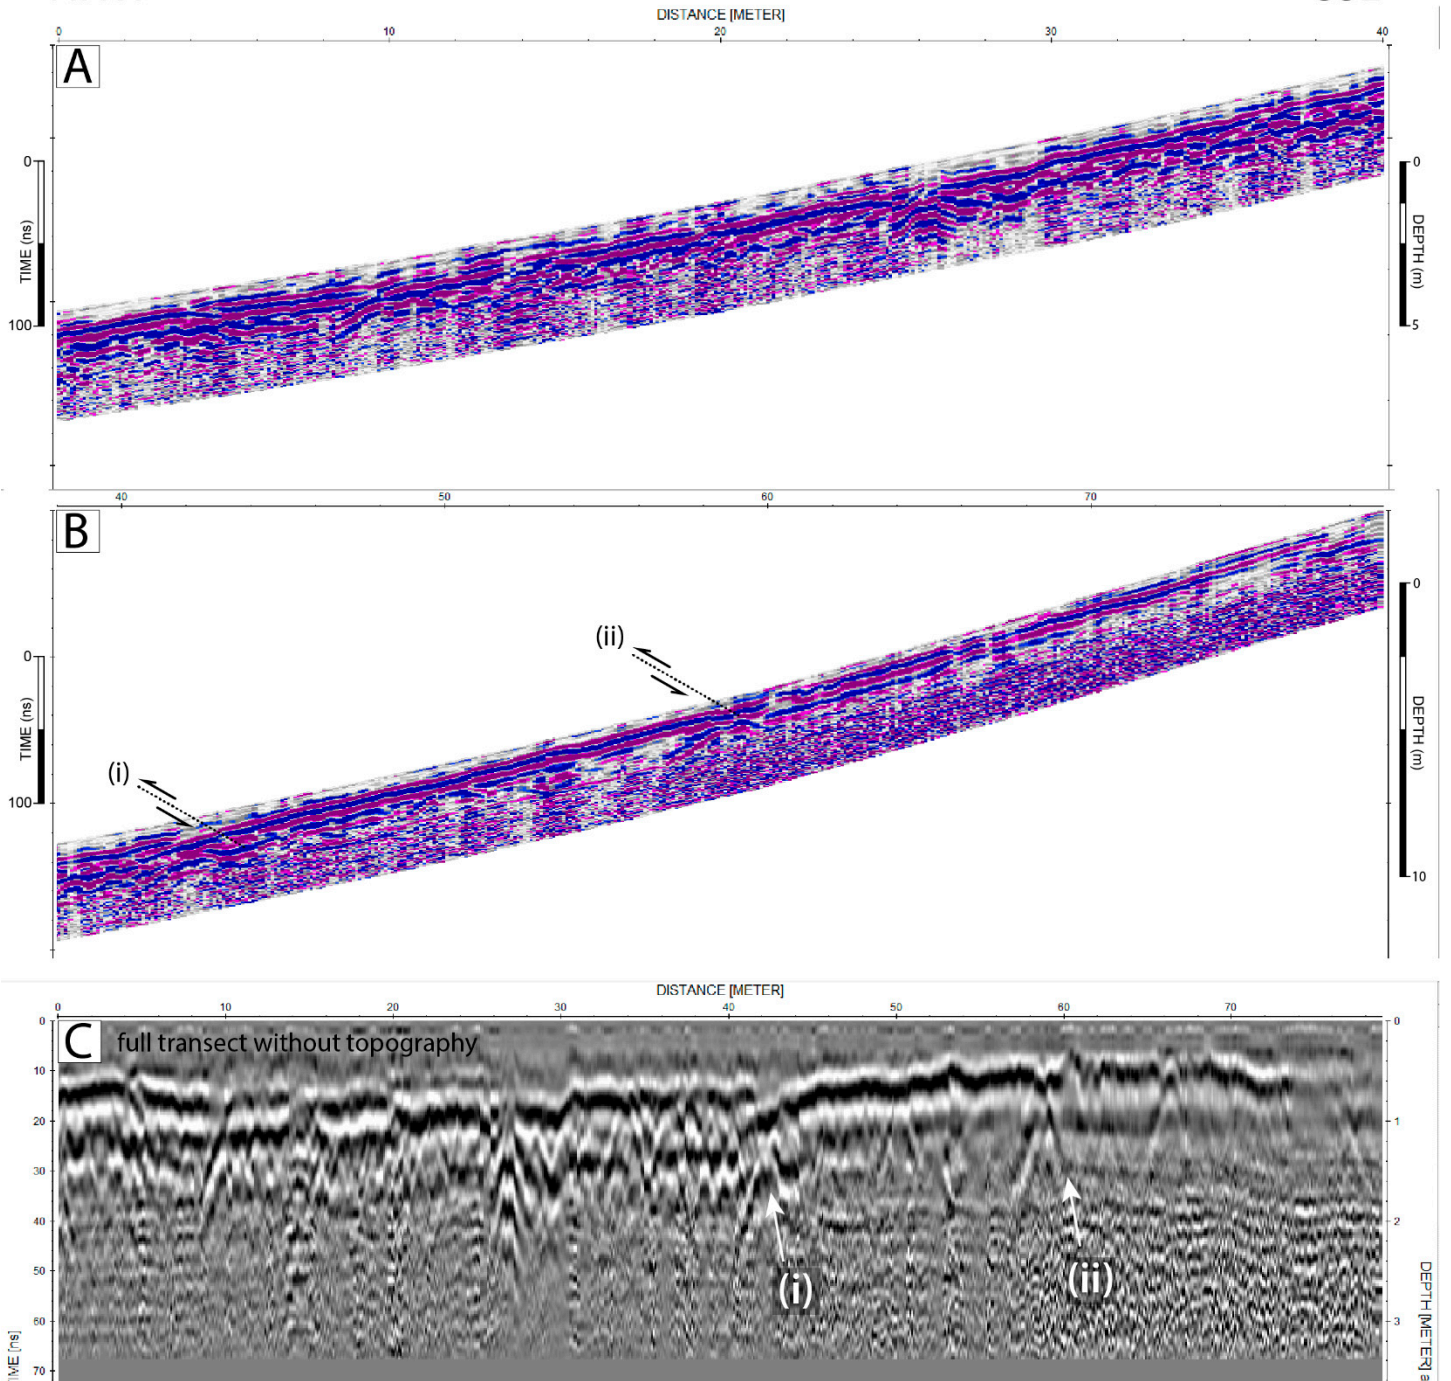 DISTANCE [METER]
0 10 20 30 40
A
0
100
TIME (ns)
0
5
DEPTH (m)
40 50 60 70
B
(ii)
(i)
0
100
TIME (ns)
0
10
DEPTH (m)
DISTANCE [METER]
0 10 20 30 40 50 60 70
C full transect without topography
0
10
20
30
40
50
60
70
0
1
2
3
(i)
(ii)
DEPTH [METER] a